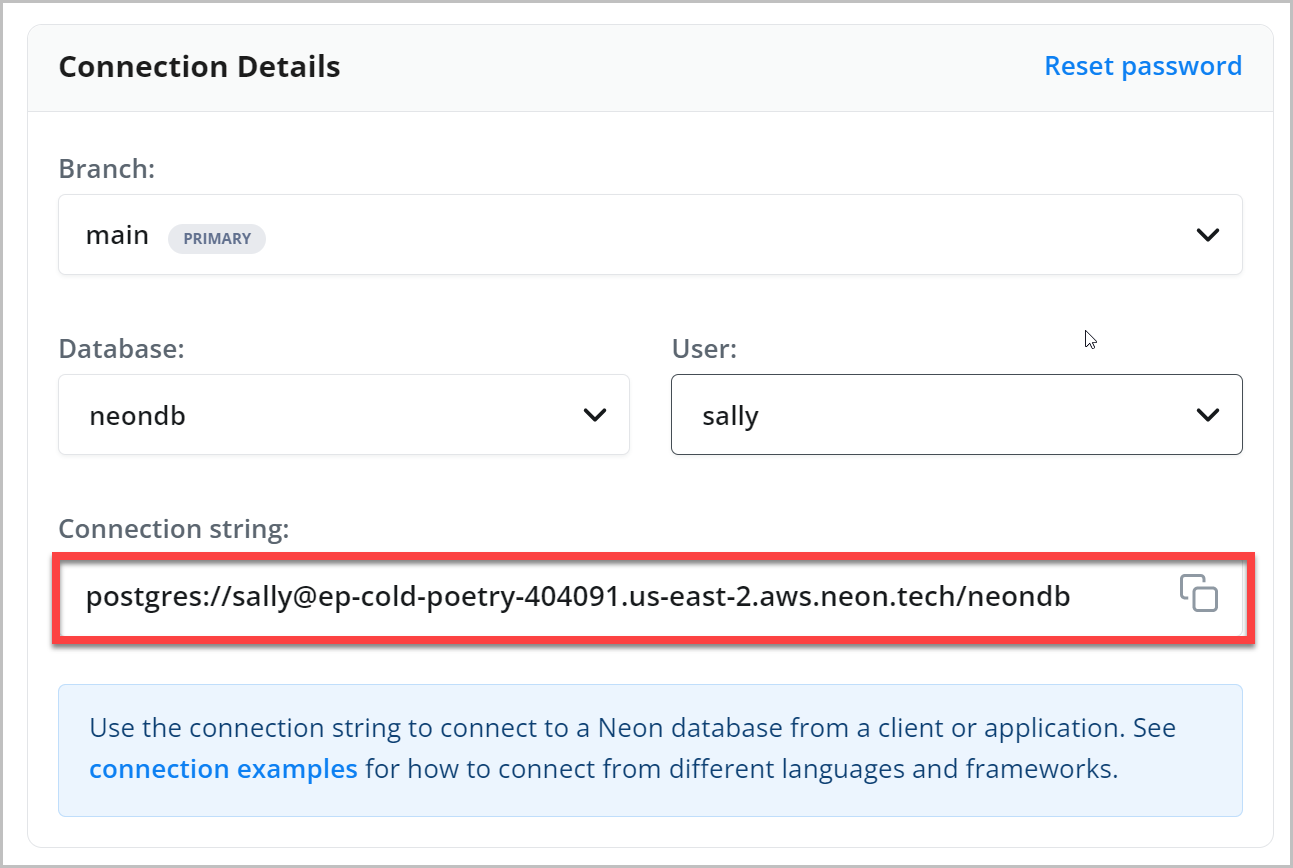 Connection Details
Reset password
Branch:
main PRIMARY
Database:
User:
neondb
sally
Connection string:
postgres://sally@ep-cold-poetry-404091.us-east-2.aws.neon.tech/neondb
Use the connection string to connect to a Neon database from a client or application. See
connection examples for how to connect from different languages and frameworks.